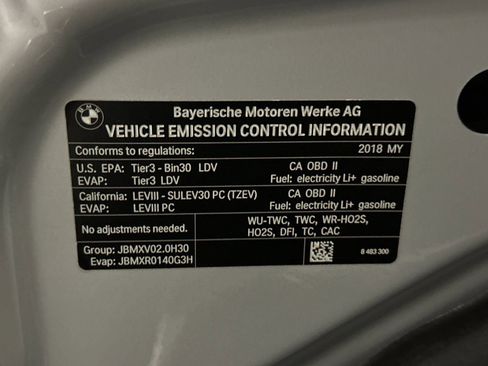 BMW
Bayerische Motoren Werke AG
VEHICLE EMISSION CONTROL INFORMATION
Conforms to regulations: 2018 MY
U.S. EPA: Tier3 - Bin30 LDV CA OBD II
EVAP: Tier3 LDV Fuel: electricity Li+ gasoline
California: LEVIII - SULEV30 PC (TZEV) CA OBD II
Evap: LEVIII PC Fuel: electricity Li+ gasoline
No adjustments needed.
WU-TWC, TWC, WR-HO2S,
HO2S, DFI, TC, CAC
Group: JBMXV02.0H30
Evap: JBMXR0140G3H
8 483 300